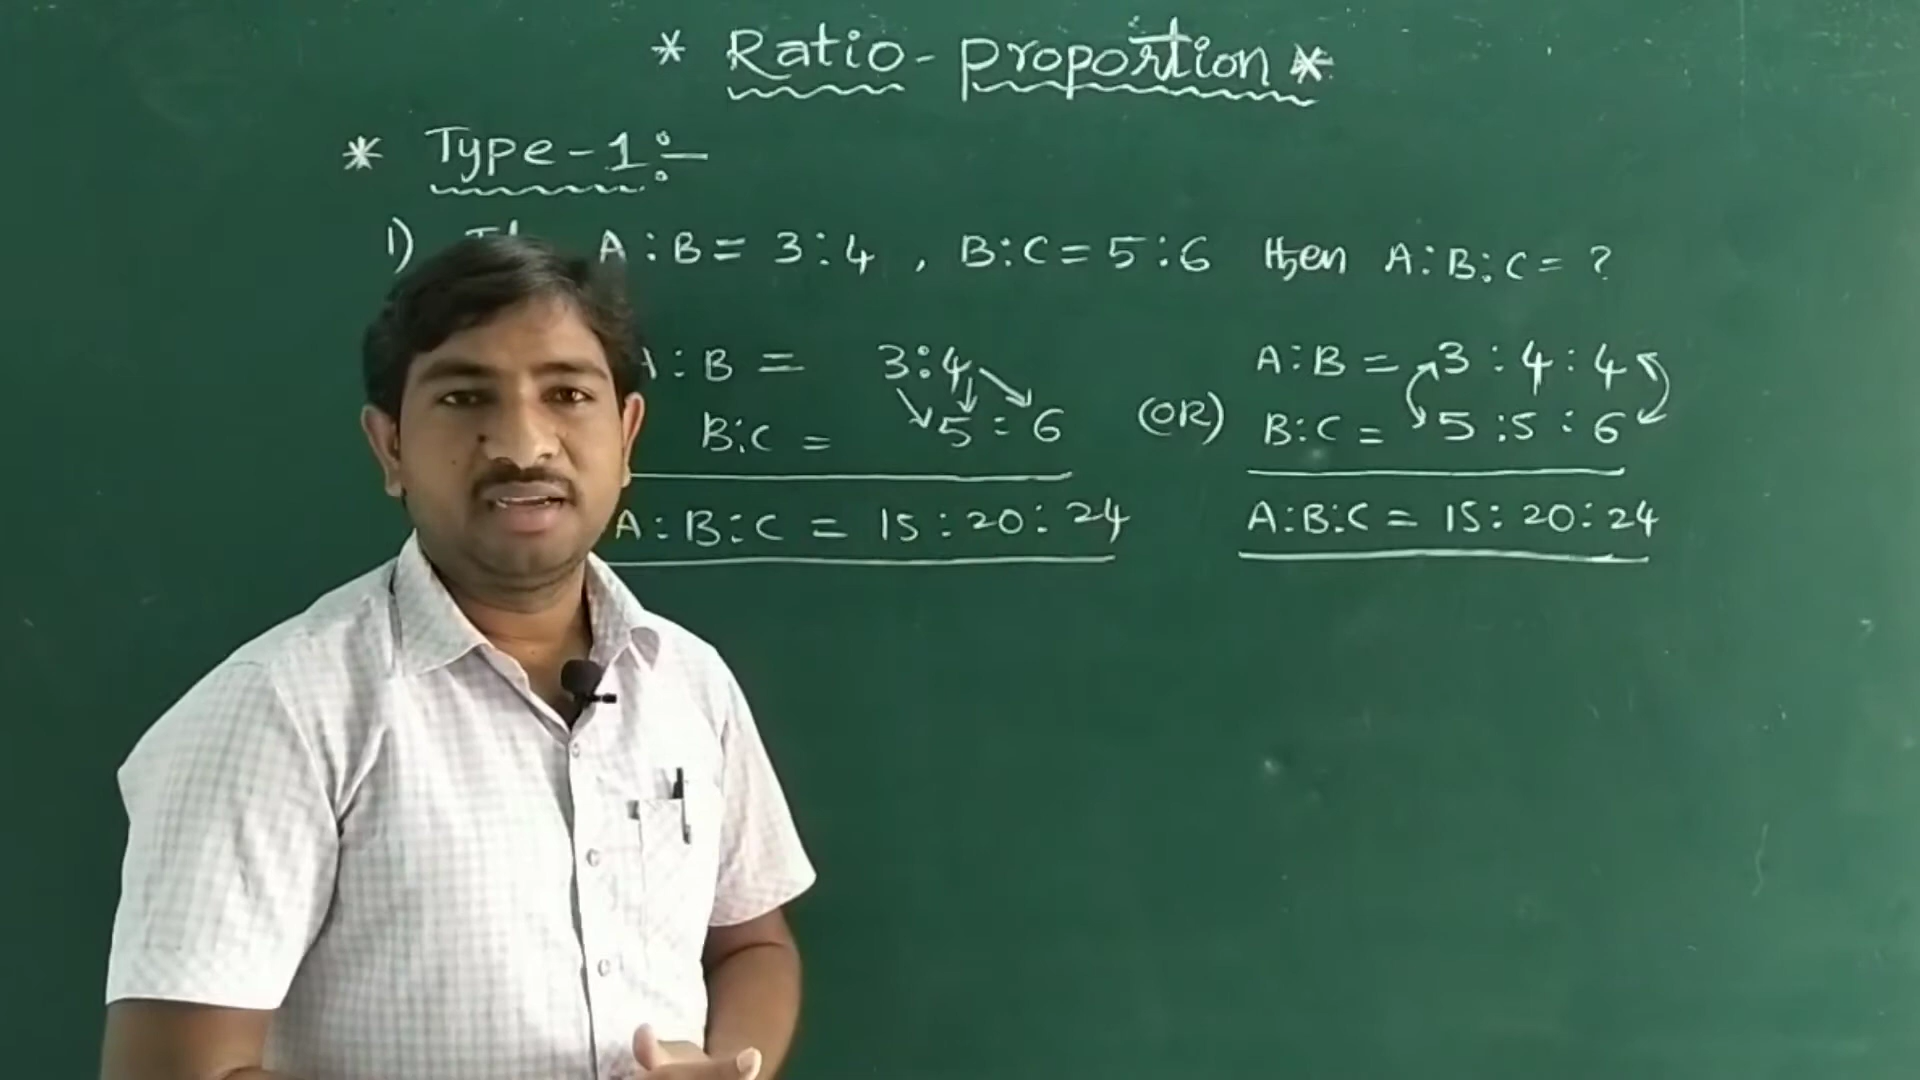 * Ratio - proportion *
* Type - 1 :-
1) A : B = 3 : 4 , B : C = 5 : 6 then A : B : C = ?
A : B = 3 : 4
B : C = 5 : 6
A : B : C = 15 : 20 : 24
(OR)
A : B = 3 : 4 : 4
B : C = 5 : 5 : 6
A : B : C = 15 : 20 : 24